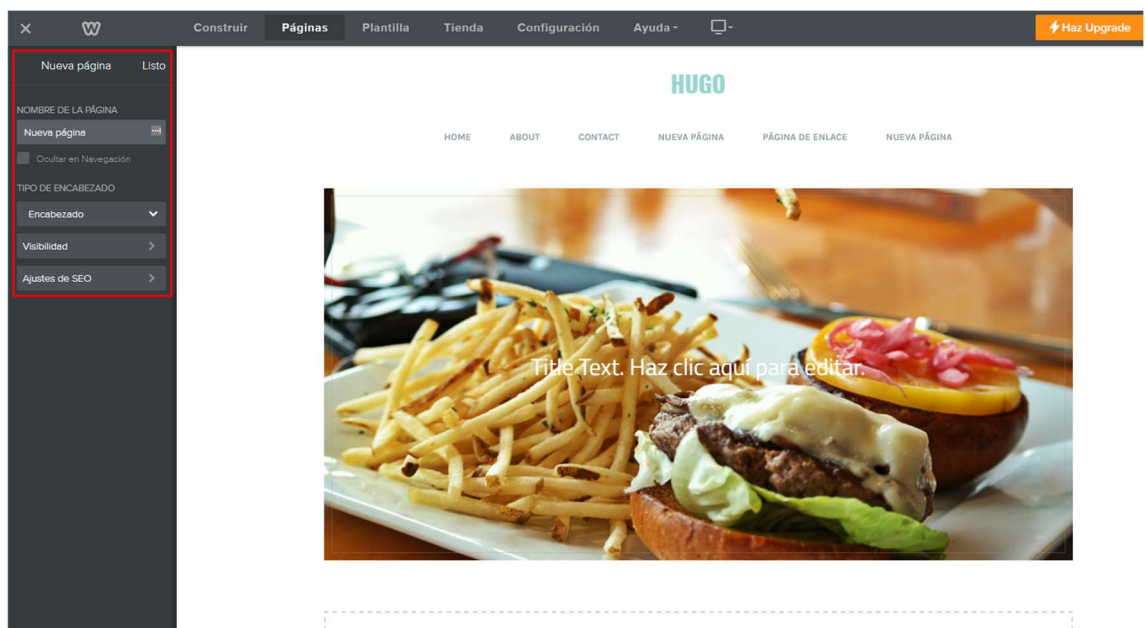 Construir Páginas Plantilla Tienda Configuración Ayuda Haz Upgrade
Nueva página Listo
NOMBRE DE LA PÁGINA
Nueva página
Ocultar en Navegación
TIPO DE ENCABEZADO
Encabezado
Visibilidad
Ajustes de SEO
HUGO
HOME ABOUT CONTACT NUEVA PÁGINA PÁGINA DE ENLACE NUEVA PÁGINA
Title Text. Haz clic aquí para editar.